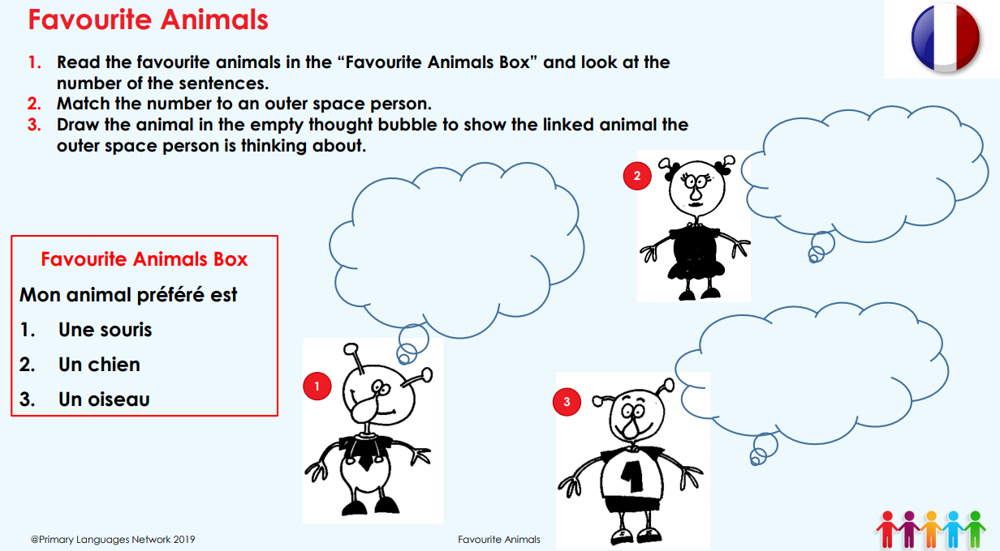 Favourite Animals
1. Read the favourite animals in the “Favourite Animals Box” and look at the
number of the sentences.
2. Match the number to an outer space person.
3. Draw the animal in the empty thought bubble to show the linked animal the
outer space person is thinking about.
2
Favourite Animals Box
Mon animal préféré est
1. Une souris
2. Un chien
3. Un oiseau
1
3
1
@Primary Languages Network 2019
Favourite Animals